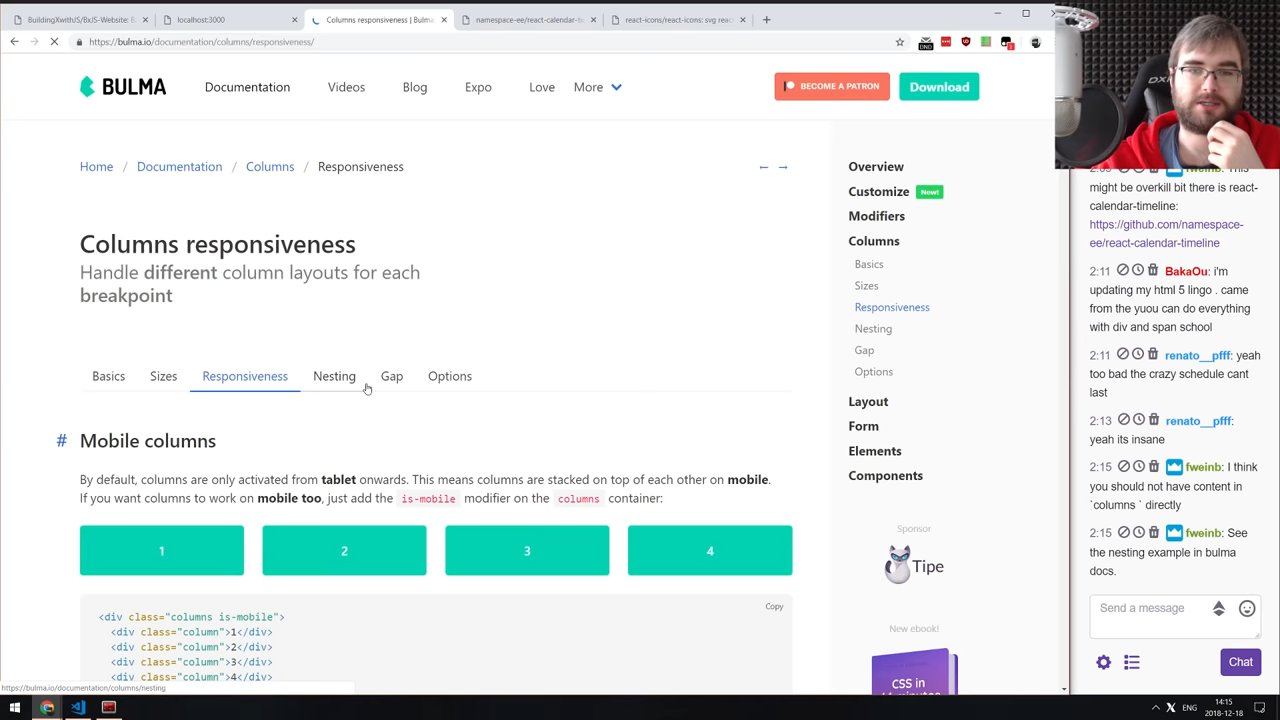 BuildingXwithJS/BxJS-Website: B
localhost:3000
Columns responsiveness | Bulm
namespace-ee/react-calendar-t
react-icons/react-icons: svg reac
https://bulma.io/documentation/columns/responsiveness/
DND
BULMA
Documentation
Videos
Blog
Expo
Love
More
BECOME A PATRON
Download
Home / Documentation / Columns / Responsiveness
← →
Columns responsiveness
Handle different column layouts for each
breakpoint
Basics
Sizes
Responsiveness
Nesting
Gap
Options
# Mobile columns
By default, columns are only activated from tablet onwards. This means columns are stacked on top of each other on mobile.
If you want columns to work on mobile too, just add the is-mobile modifier on the columns container:
1
2
3
4
Copy
<div class="columns is-mobile">
<div class="column">1</div>
<div class="column">2</div>
<div class="column">3</div>
<div class="column">4</div>
https://bulma.io/documentation/columns/nesting
Overview
Customize New!
Modifiers
Columns
Basics
Sizes
Responsiveness
Nesting
Gap
Options
Layout
Form
Elements
Components
Sponsor
Tipe
New ebook!
CSS in
44 minutes
DX
fweinb: This
might be overkill bit there is react-
calendar-timeline:
https://github.com/namespace-
ee/react-calendar-timeline
2:11 BakaOu: i'm
updating my html 5 lingo . came
from the yuou can do everything
with div and span school
2:11 renato__pfff: yeah
too bad the crazy schedule cant
last
2:13 renato__pfff:
yeah its insane
2:15 fweinb: I think
you should not have content in
`columns ` directly
2:15 fweinb: See
the nesting example in bulma
docs.
Send a message
Chat
ENG
14:15
2018-12-18